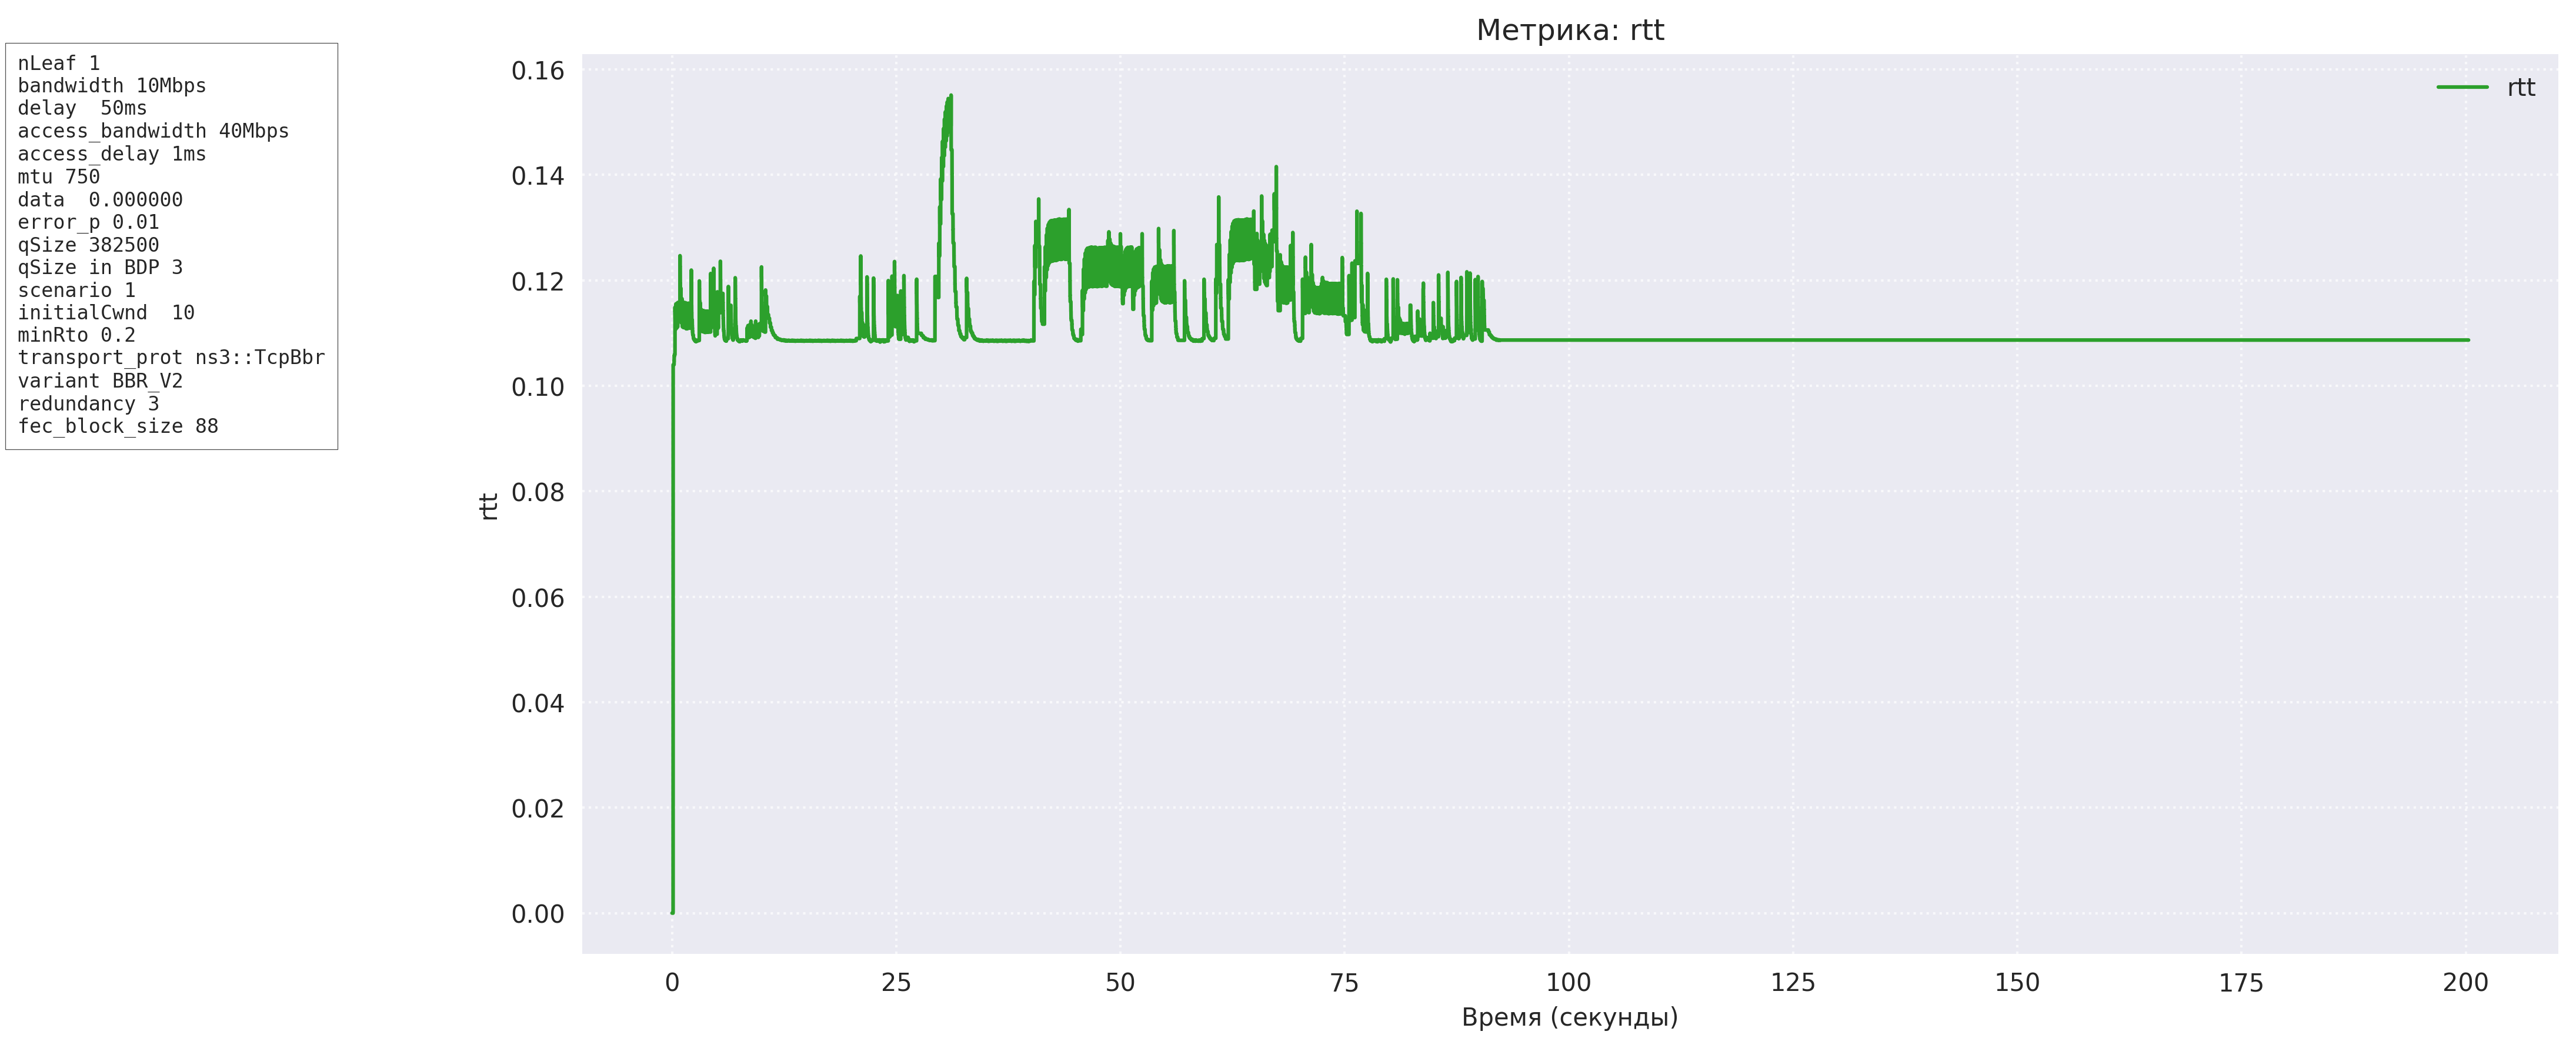 Метрика: rtt
nLeaf 1
bandwidth 10Mbps
delay  50ms
access_bandwidth 40Mbps
access_delay 1ms
mtu 750
data  0.000000
error_p 0.01
qSize 382500
qSize in BDP 3
scenario 1
initialCwnd  10
minRto 0.2
transport_prot ns3::TcpBbr
variant BBR_V2
redundancy 3
fec_block_size 88
rtt
0.16
0.14
0.12
0.10
0.08
0.06
0.04
0.02
0.00
rtt
0 25 50 75 100 125 150 175 200
Время (секунды)